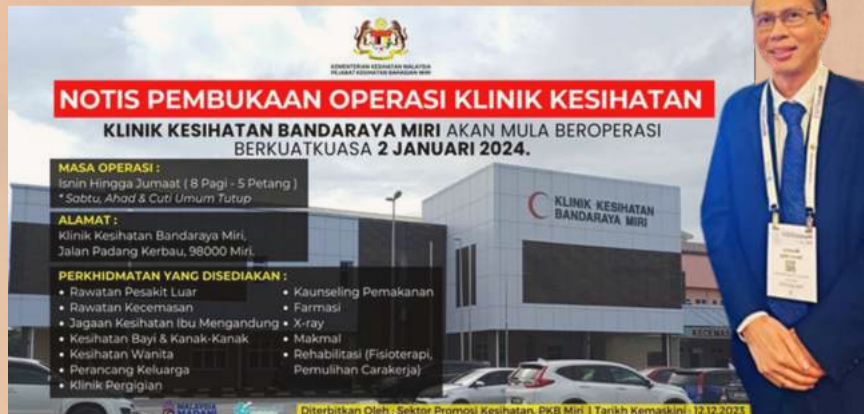 KEMENTERIAN KESIHATAN MALAYSIA
PEJABAT KESIHATAN BAHAGIAN MIRI
NOTIS PEMBUKAAN OPERASI KLINIK KESIHATAN
KLINIK KESIHATAN BANDARAYA MIRI AKAN MULA BEROPERASI
BERKUATKUASA 2 JANUARI 2024.
MASA OPERASI :
Isnin Hingga Jumaat ( 8 Pagi - 5 Petang )
* Sabtu, Ahad & Cuti Umum Tutup
ALAMAT :
Klinik Kesihatan Bandaraya Miri,
Jalan Padang Kerbau, 98000 Miri.
KLINIK KESIHATAN
BANDARAYA MIRI
PERKHIDMATAN YANG DISEDIAKAN :
• Rawatan Pesakit Luar
• Rawatan Kecemasan
• Jagaan Kesihatan Ibu Mengandung
• Kesihatan Bayi & Kanak-Kanak
• Kesihatan Wanita
• Perancang Keluarga
• Klinik Pergigian
• Kaunseling Pemakanan
• Farmasi
• X-ray
• Makmal
• Rehabilitasi (Fisioterapi,
Pemulihan Carakerja)
KECEMASAN
MALAYSIA
MADANI
Diterbitkan Oleh : Sektor Promosi Kesihatan, PKB Miri | Tarikh Kemaskini : 12.12.2023